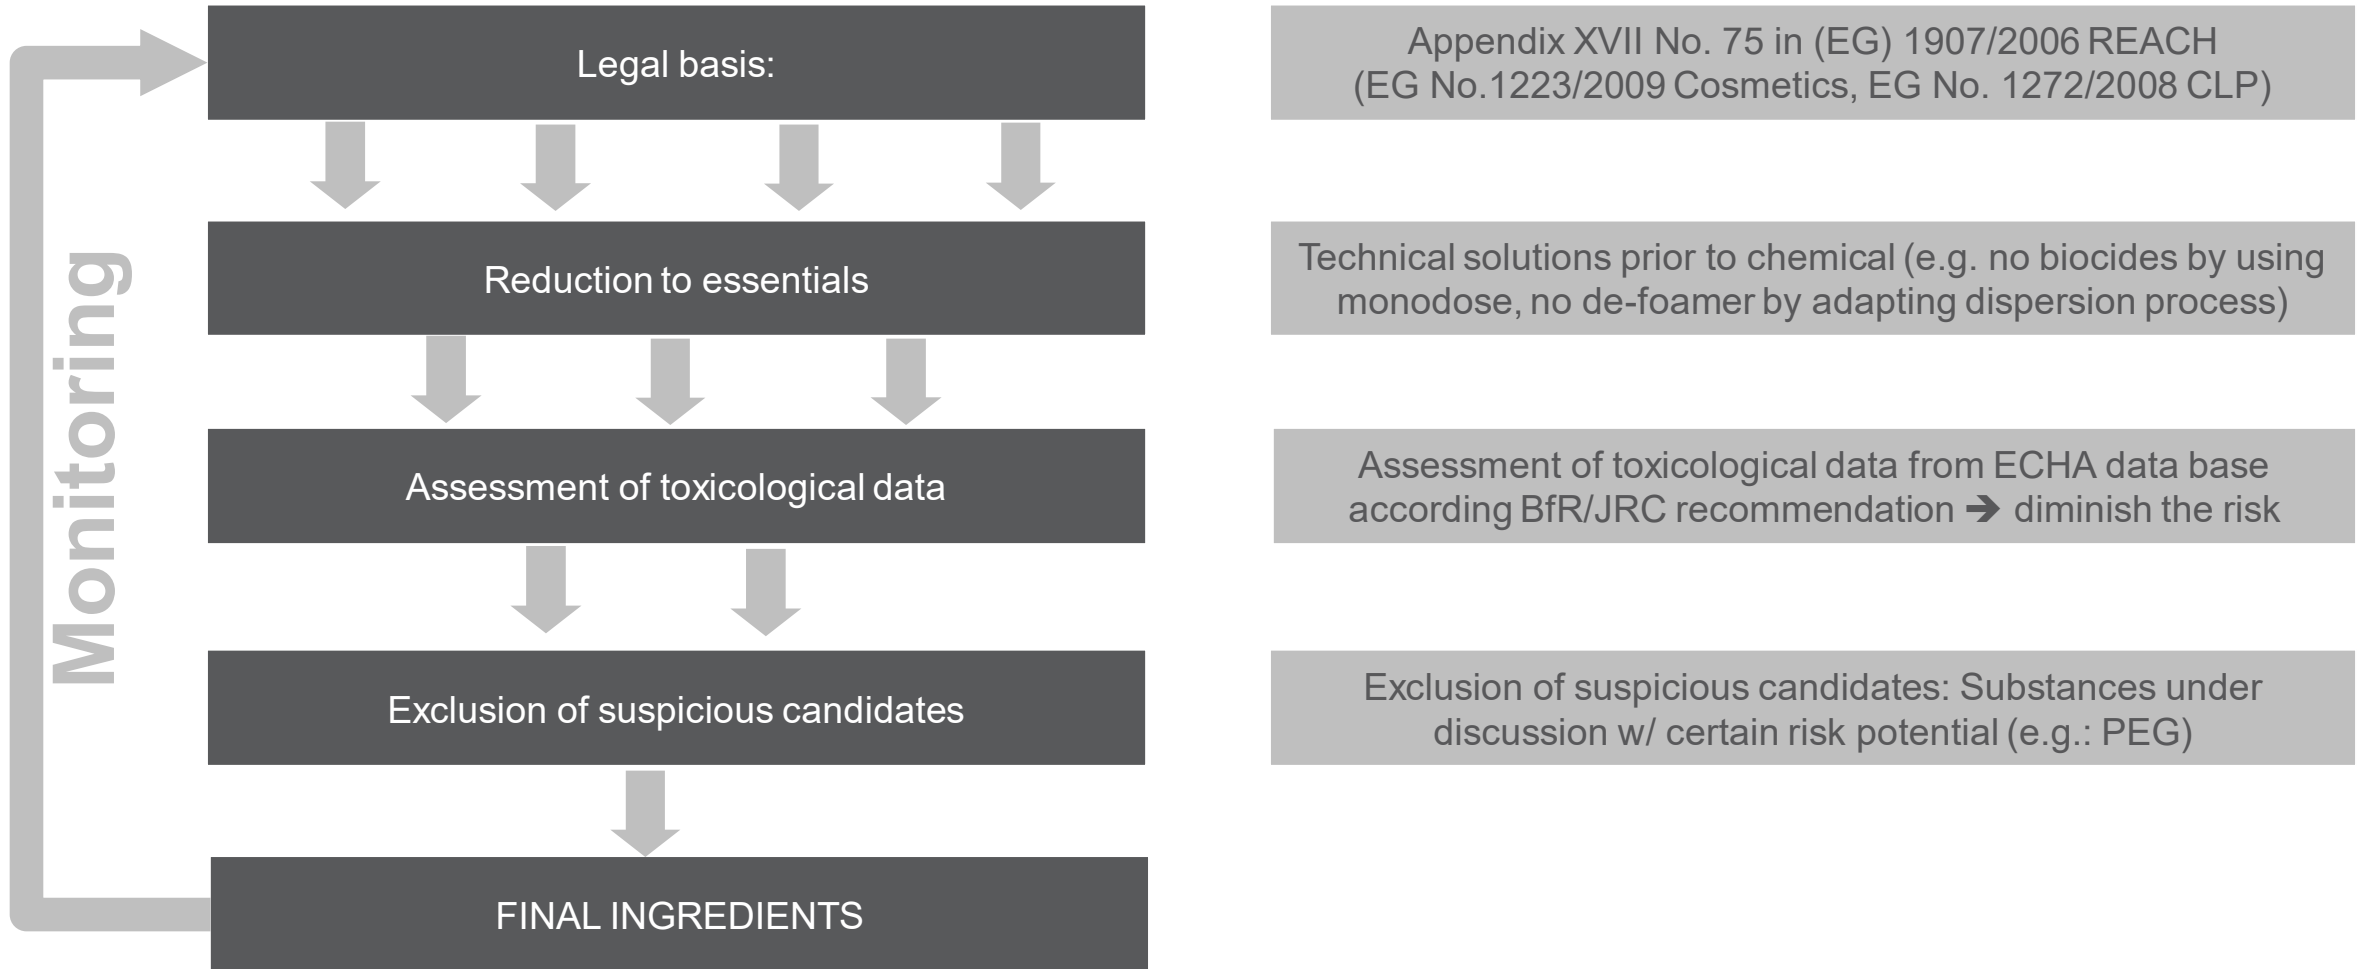 Monitoring
Legal basis:
Appendix XVII No. 75 in (EG) 1907/2006 REACH
(EG No.1223/2009 Cosmetics, EG No. 1272/2008 CLP)
Reduction to essentials
Technical solutions prior to chemical (e.g. no biocides by using
monodose, no de-foamer by adapting dispersion process)
Assessment of toxicological data
Assessment of toxicological data from ECHA data base
according BfR/JRC recommendation ➔ diminish the risk
Exclusion of suspicious candidates
Exclusion of suspicious candidates: Substances under
discussion w/ certain risk potential (e.g.: PEG)
FINAL INGREDIENTS